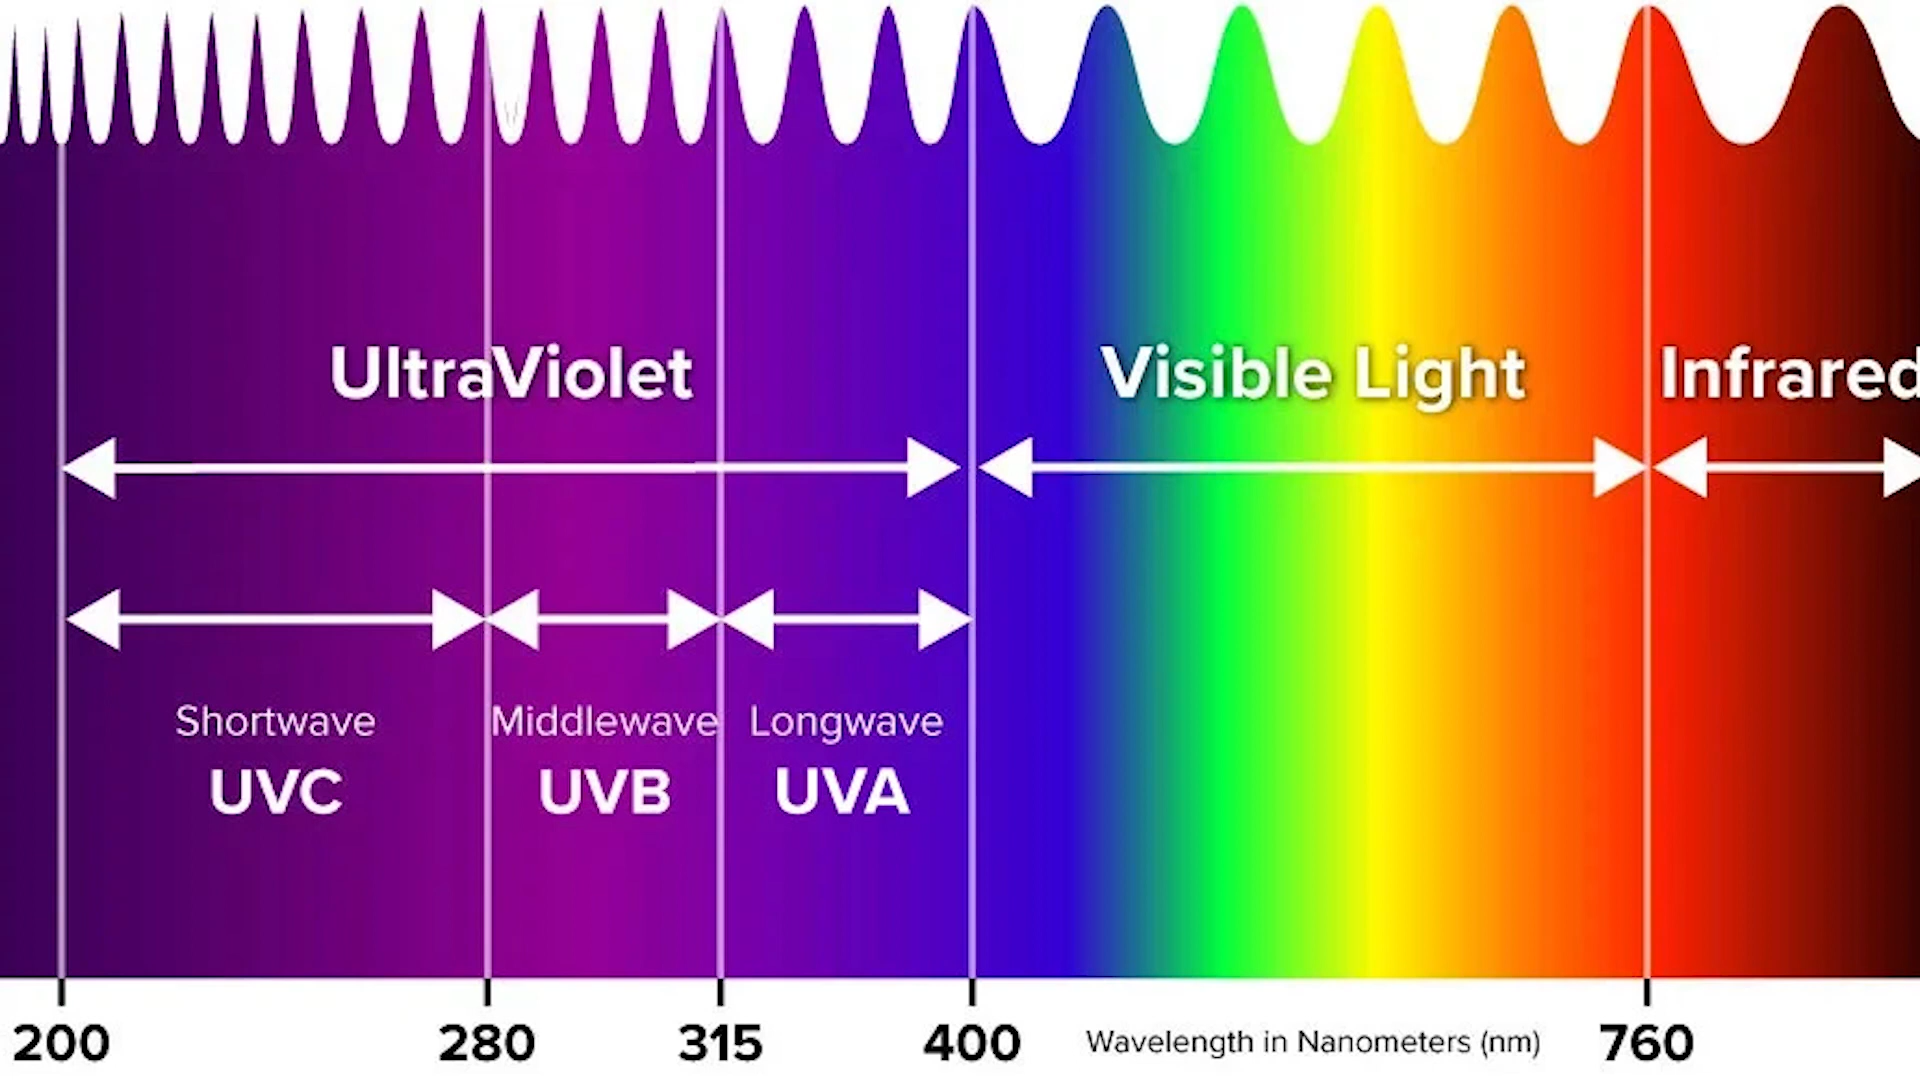 UltraViolet
Visible Light
Infrared
Shortwave
UVC
Middlewave
UVB
Longwave
UVA
200
280
315
400
Wavelength in Nanometers (nm)
760